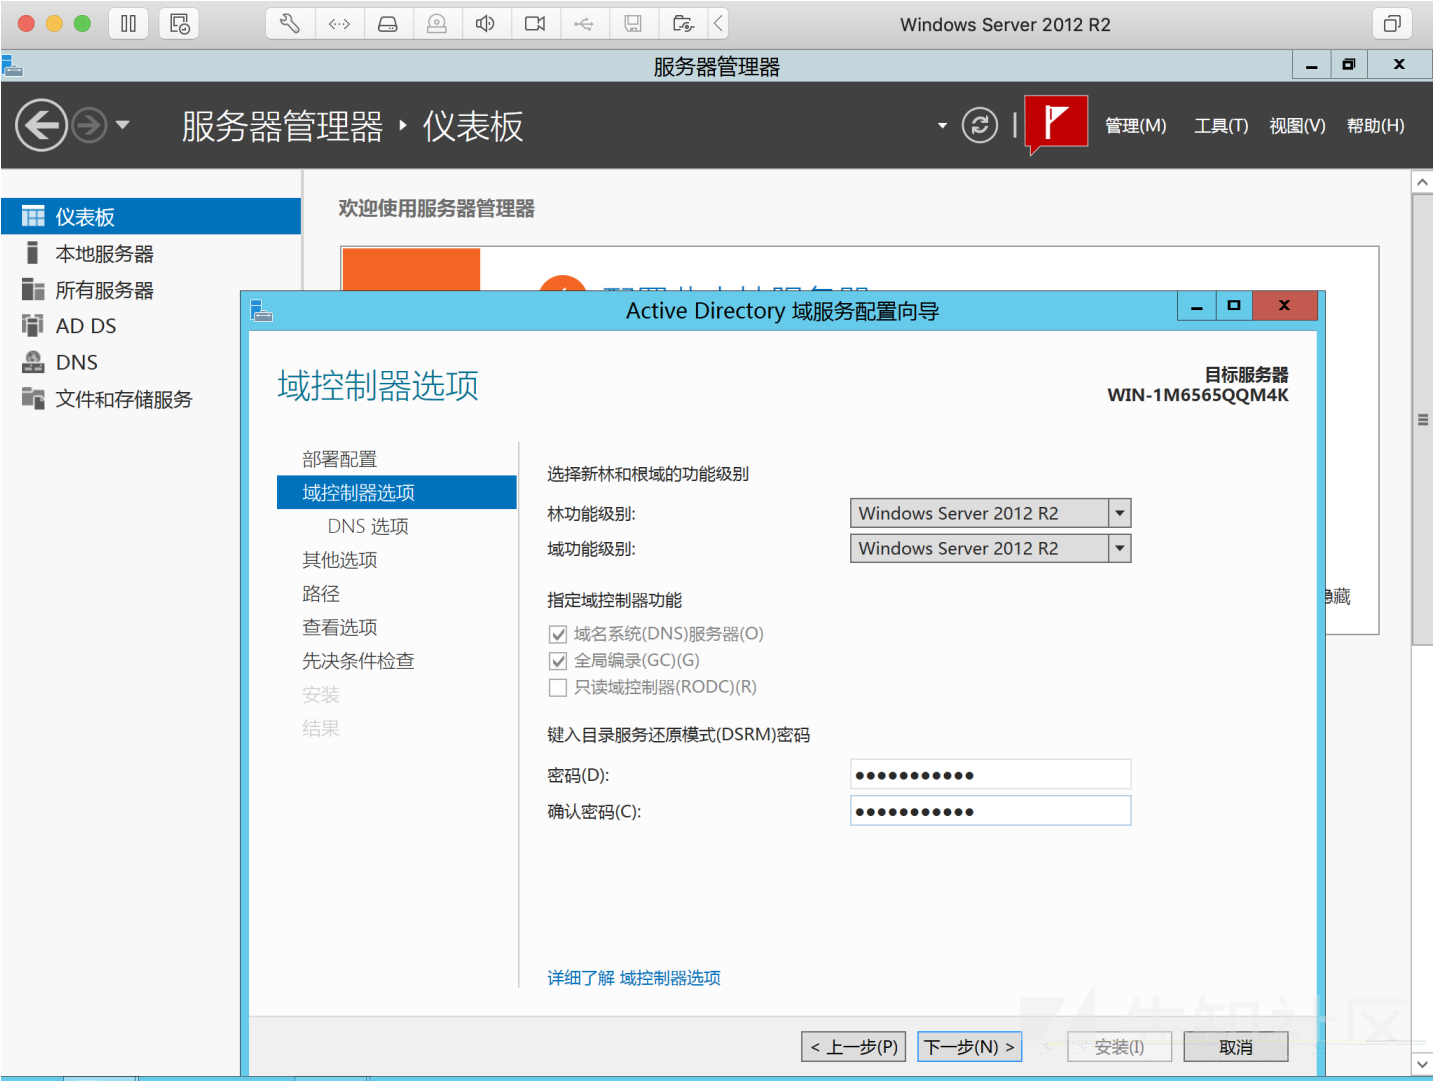 Windows Server 2012 R2
服务器管理器
服务器管理器 ‣ 仪表板
管理(M) 工具(T) 视图(V) 帮助(H)
仪表板
本地服务器
所有服务器
AD DS
DNS
文件和存储服务
欢迎使用服务器管理器
Active Directory 域服务配置向导
域控制器选项
目标服务器
WIN-1M6565QQM4K
部署配置
域控制器选项
DNS 选项
其他选项
路径
查看选项
先决条件检查
安装
结果
选择新林和根域的功能级别
林功能级别: Windows Server 2012 R2
域功能级别: Windows Server 2012 R2
指定域控制器功能
域名系统(DNS)服务器(O)
全局编录(GC)(G)
只读域控制器(RODC)(R)
键入目录服务还原模式(DSRM)密码
密码(D): ●●●●●●●●●●●
确认密码(C): ●●●●●●●●●●●
详细了解 域控制器选项
隐藏
< 上一步(P) 下一步(N) > 安装(I) 取消
先知社区